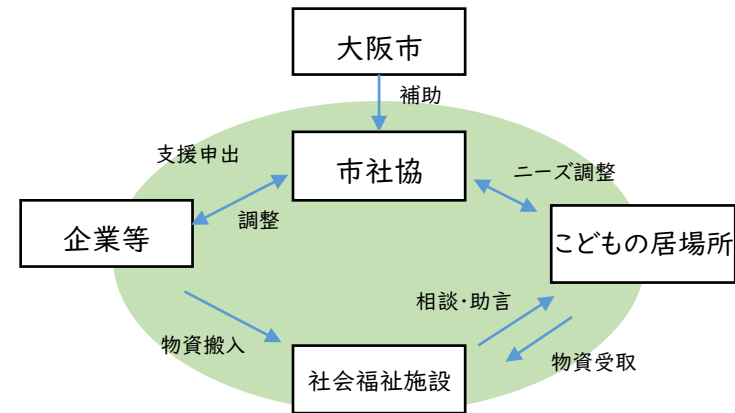 大阪市
補助
支援申出
市社協
ニーズ調整
調整
企業等
こどもの居場所
相談・助言
物資搬入
物資受取
社会福祉施設